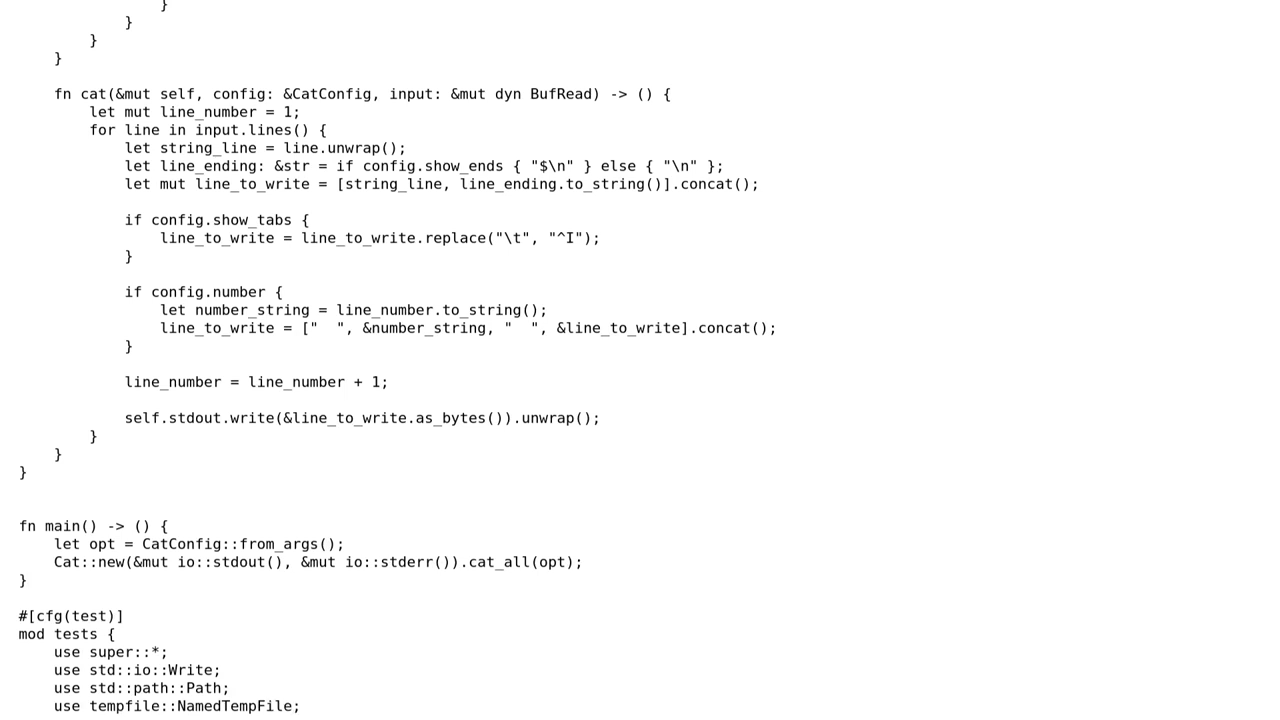 }
            }
        }
    }

    fn cat(&mut self, config: &CatConfig, input: &mut dyn BufRead) -> () {
        let mut line_number = 1;
        for line in input.lines() {
            let string_line = line.unwrap();
            let line_ending: &str = if config.show_ends { "$\n" } else { "\n" };
            let mut line_to_write = [string_line, line_ending.to_string()].concat();

            if config.show_tabs {
                line_to_write = line_to_write.replace("\t", "^I");
            }

            if config.number {
                let number_string = line_number.to_string();
                line_to_write = ["  ", &number_string, "  ", &line_to_write].concat();
            }

            line_number = line_number + 1;

            self.stdout.write(&line_to_write.as_bytes()).unwrap();
        }
    }
}


fn main() -> () {
    let opt = CatConfig::from_args();
    Cat::new(&mut io::stdout(), &mut io::stderr()).cat_all(opt);
}

#[cfg(test)]
mod tests {
    use super::*;
    use std::io::Write;
    use std::path::Path;
    use tempfile::NamedTempFile;